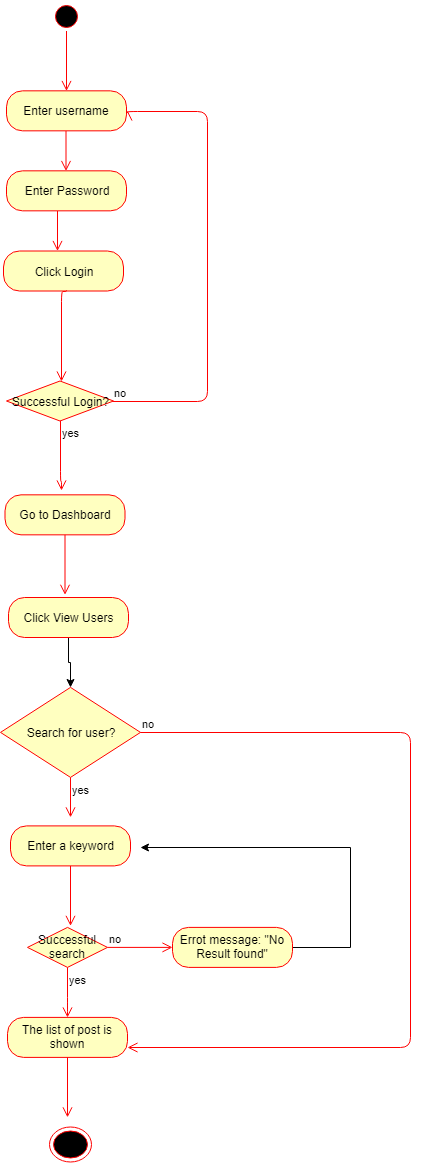 Enter username
Enter Password
Click Login
Successful Login?
no
yes
Go to Dashboard
Click View Users
Search for user?
no
yes
Enter a keyword
Successful
search
no
Errot message: "No
Result found"
yes
The list of post is
shown